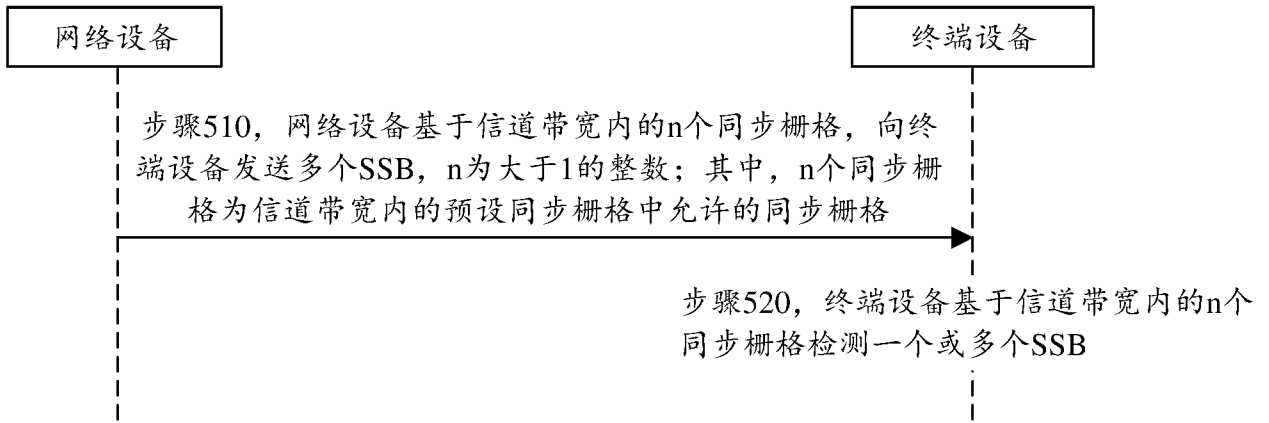 网络设备
终端设备
步骤510，网络设备基于信道带宽内的n个同步栅格，向终
端设备发送多个SSB，n为大于1的整数；其中，n个同步栅
格为信道带宽内的预设同步栅格中允许的同步栅格
步骤520，终端设备基于信道带宽内的n个
同步栅格检测一个或多个SSB